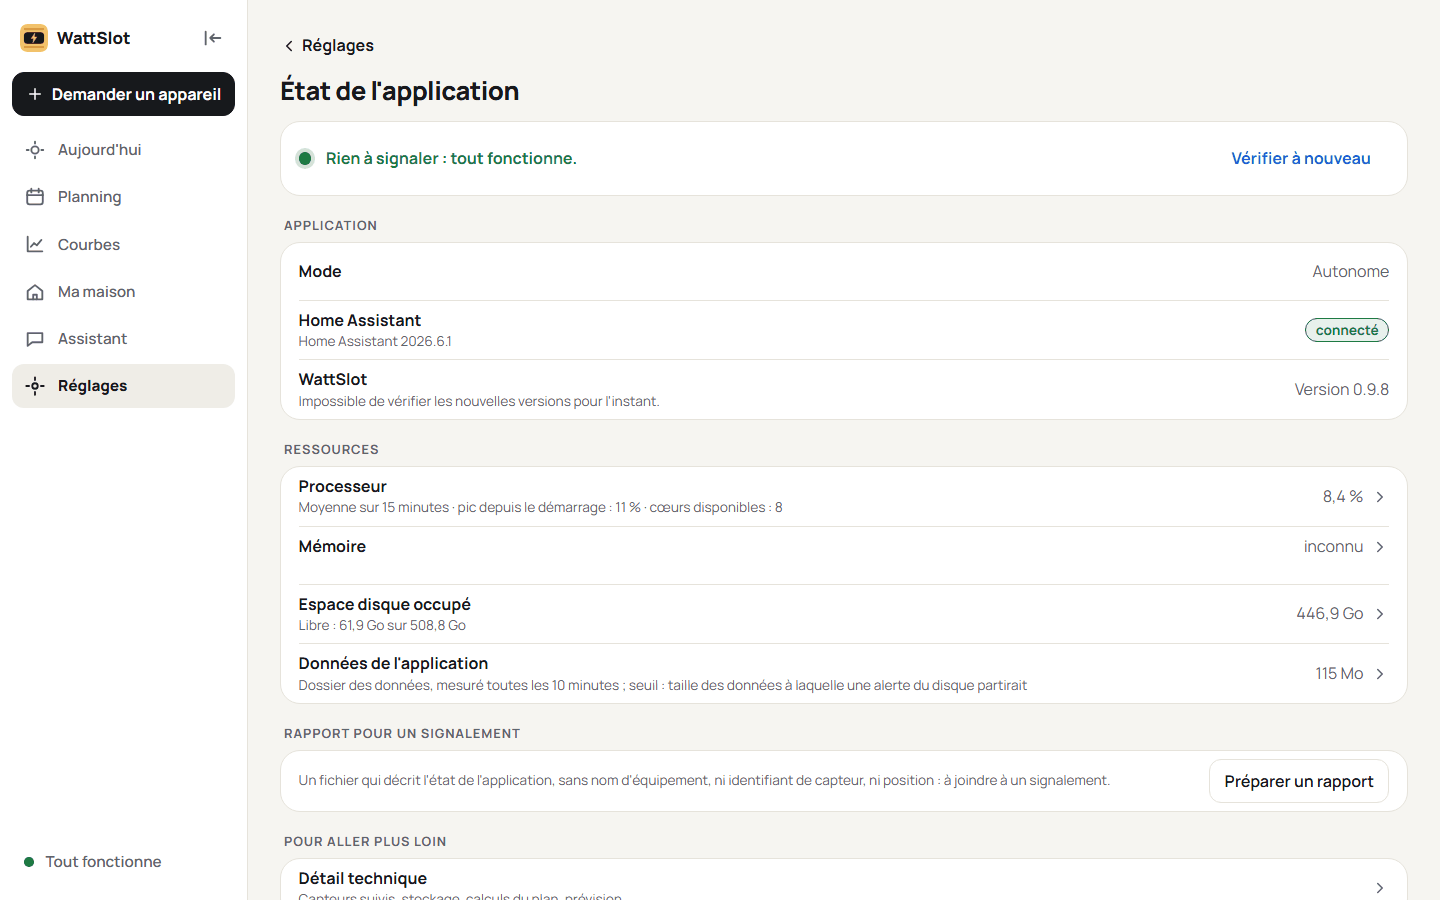 WattSlot
Demander un appareil
Aujourd'hui
Planning
Courbes
Ma maison
Assistant
Réglages
Tout fonctionne
Réglages
État de l'application
Rien à signaler : tout fonctionne.
Vérifier à nouveau
APPLICATION
Mode
Autonome
Home Assistant
Home Assistant 2026.6.1
connecté
WattSlot
Impossible de vérifier les nouvelles versions pour l'instant.
Version 0.9.8
RESSOURCES
Processeur
Moyenne sur 15 minutes · pic depuis le démarrage : 11 % · cœurs disponibles : 8
8,4 %
Mémoire
inconnu
Espace disque occupé
Libre : 61,9 Go sur 508,8 Go
446,9 Go
Données de l'application
Dossier des données, mesuré toutes les 10 minutes ; seuil : taille des données à laquelle une alerte du disque partirait
115 Mo
RAPPORT POUR UN SIGNALEMENT
Un fichier qui décrit l'état de l'application, sans nom d'équipement, ni identifiant de capteur, ni position : à joindre à un signalement.
Préparer un rapport
POUR ALLER PLUS LOIN
Détail technique
Capteurs suivis, stockage, calculs du plan, prévision